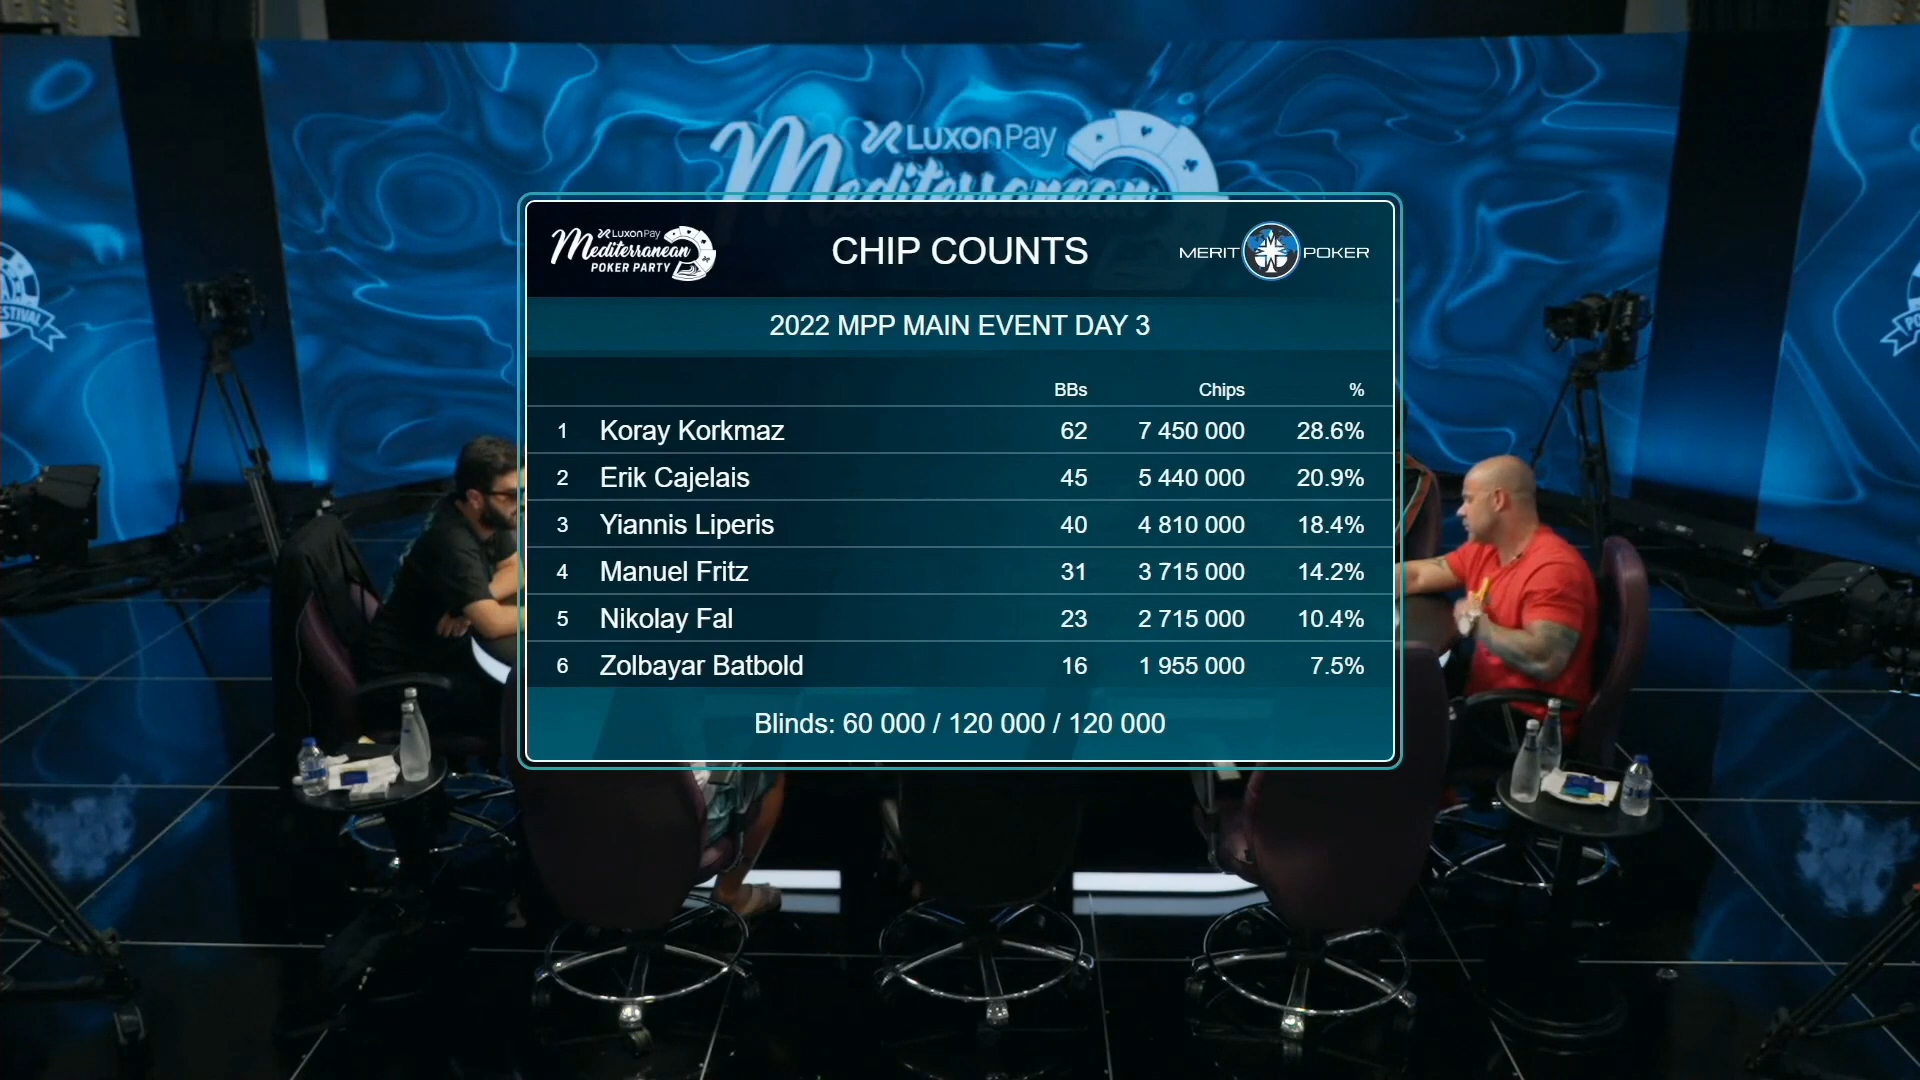 LuxonPay
Mediterranean
LuxonPay
Mediterranean
POKER PARTY
CHIP COUNTS
MERIT POKER
2022 MPP MAIN EVENT DAY 3
BBs Chips %
1 Koray Korkmaz 62 7 450 000 28.6%
2 Erik Cajelais 45 5 440 000 20.9%
3 Yiannis Liperis 40 4 810 000 18.4%
4 Manuel Fritz 31 3 715 000 14.2%
5 Nikolay Fal 23 2 715 000 10.4%
6 Zolbayar Batbold 16 1 955 000 7.5%
Blinds: 60 000 / 120 000 / 120 000